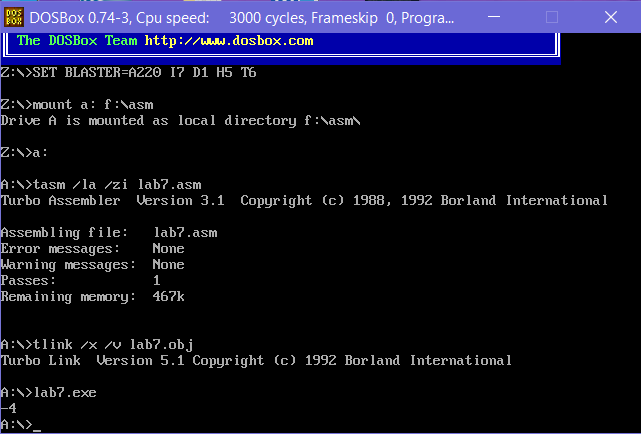 DOS
BOX
DOSBox 0.74-3, Cpu speed:    3000 cycles, Frameskip  0, Progra...
The DOSBox Team http://www.dosbox.com
Z:\>SET BLASTER=A220 I7 D1 H5 T6
Z:\>mount a: f:\asm
Drive A is mounted as local directory f:\asm\
Z:\>a:
A:\>tasm /la /zi lab7.asm
Turbo Assembler  Version 3.1  Copyright (c) 1988, 1992 Borland International
Assembling file:   lab7.asm
Error messages:    None
Warning messages:  None
Passes:            1
Remaining memory:  467k
A:\>tlink /x /v lab7.obj
Turbo Link  Version 5.1 Copyright (c) 1992 Borland International
A:\>lab7.exe
-4
A:\>_